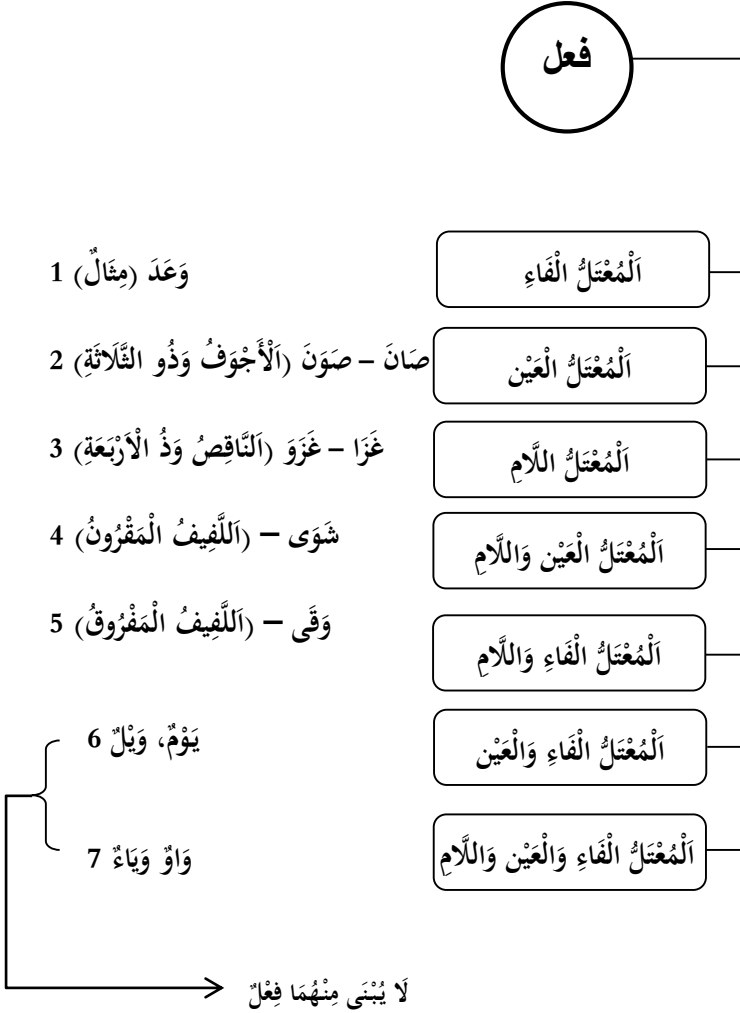 فعل
اَلْمُعْتَلُّ الْفَاءِ
وَعَدَ (مِثَالٌ) 1
اَلْمُعْتَلُّ الْعَيْن
صَانَ – صَوَنَ (اَلْأَجْوَفُ وَذُو الثَّلَاثَةِ) 2
اَلْمُعْتَلُّ اللَّامِ
غَزَا – غَزَوَ (اَلنَّاقِصُ وَذُ الْاَرْبَعَةِ) 3
اَلْمُعْتَلُّ الْعَيْن وَاللَّامِ
شَوَى – (اَللَّفِيفُ الْمَقْرُونُ) 4
اَلْمُعْتَلُّ الْفَاءِ وَاللَّامِ
وَقَى – (اَللَّفِيفُ الْمَفْرُوقُ) 5
اَلْمُعْتَلُّ الْفَاءِ وَالْعَيْن
يَوْمٌ، وَيْلٌ 6
اَلْمُعْتَلُّ الْفَاءِ وَالْعَيْن وَاللَّامِ
وَاوٌ وَيَاءٌ 7
لَا يُبْنَى مِنْهُمَا فِعْلٌ